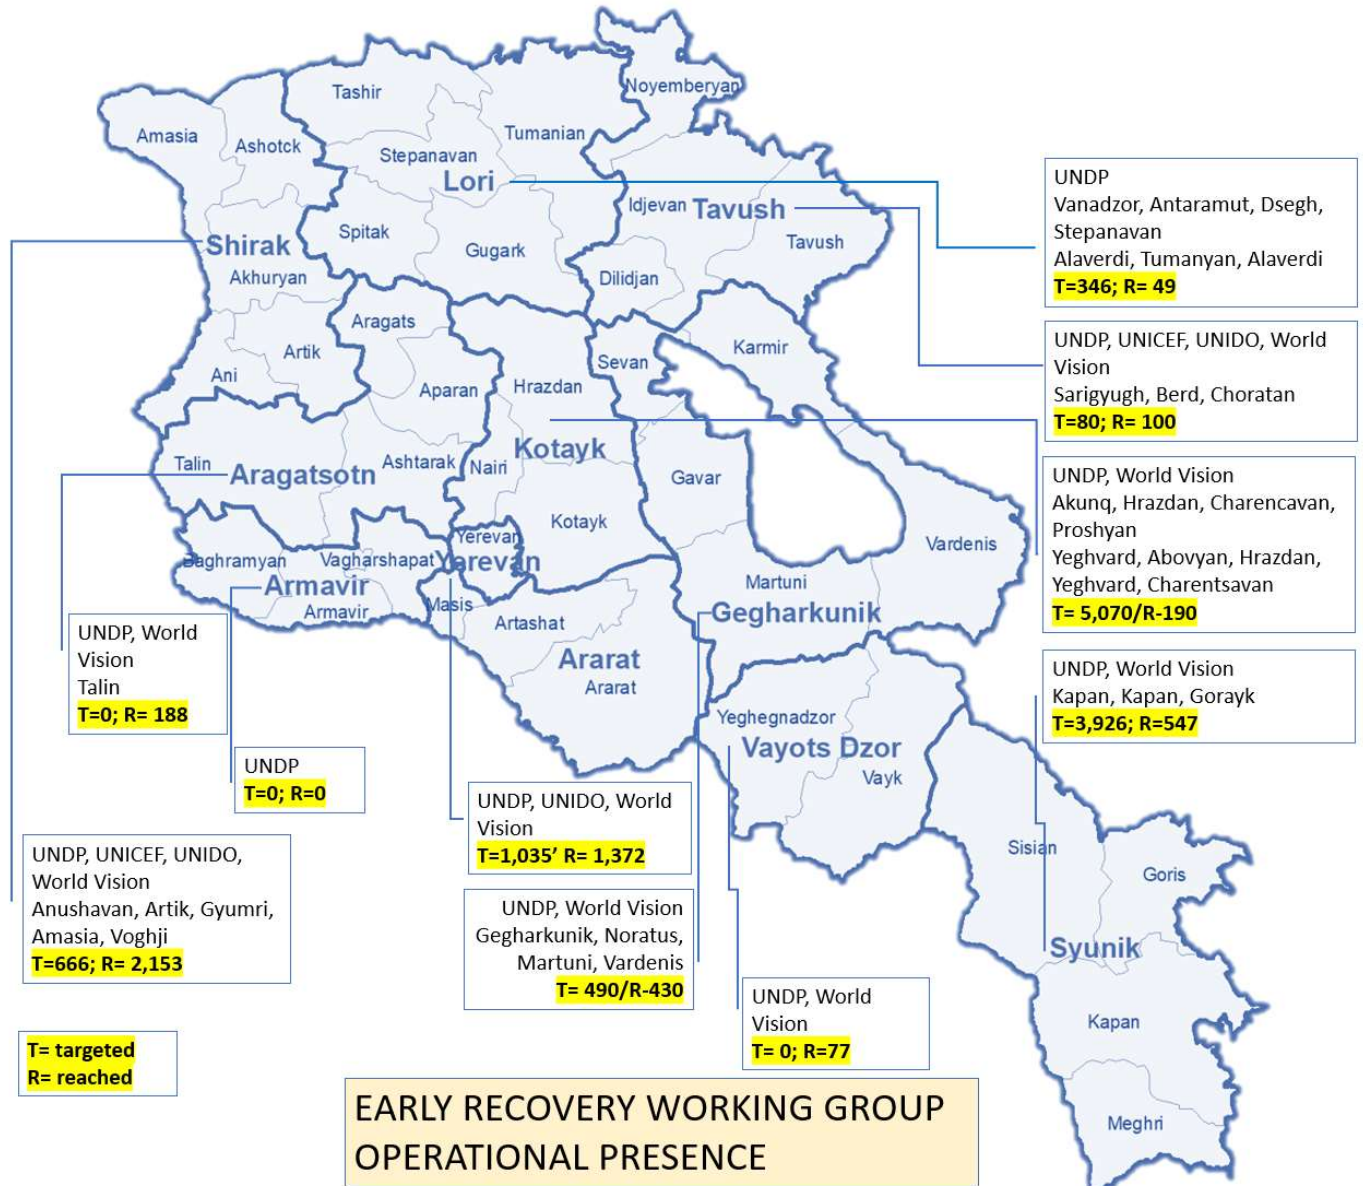 Noyemberyan
Tashir
Amasia
Ashotck
Tumanian
Stepanavan
Lori
Idjevan
Tavush
Tavush
Spitak
Gugark
Dilidjan
Shirak
Akhuryan
Aragats
Artik
Ani
Sevan
Karmir
Aparan
Hrazdan
Kotayk
Talin
Aragatsotn
Ashtarak
Nairi
Gavar
Kotayk
Yerevan
Yerevan
Vardenis
Baghramyan
Vagharshapat
Armavir
Armavir
Masis
Artashat
Ararat
Ararat
Martuni
Gegharkunik
Yeghegnadzor
Vayots Dzor
Vayk
Sisian
Goris
Syunik
Kapan
Meghri
UNDP
Vanadzor, Antaramut, Dsegh,
Stepanavan
Alaverdi, Tumanyan, Alaverdi
T=346; R= 49
UNDP, UNICEF, UNIDO, World
Vision
Sarigyugh, Berd, Choratan
T=80; R= 100
UNDP, World Vision
Akunq, Hrazdan, Charencavan,
Proshyan
Yeghvard, Abovyan, Hrazdan,
Yeghvard, Charentsavan
T= 5,070/R-190
UNDP, World Vision
Kapan, Kapan, Gorayk
T=3,926; R=547
UNDP, World
Vision
Talin
T=0; R= 188
UNDP
T=0; R=0
UNDP, UNIDO, World
Vision
T=1,035’ R= 1,372
UNDP, UNICEF, UNIDO,
World Vision
Anushavan, Artik, Gyumri,
Amasia, Voghji
T=666; R= 2,153
UNDP, World Vision
Gegharkunik, Noratus,
Martuni, Vardenis
T= 490/R-430
UNDP, World
Vision
T= 0; R=77
T= targeted
R= reached
EARLY RECOVERY WORKING GROUP
OPERATIONAL PRESENCE